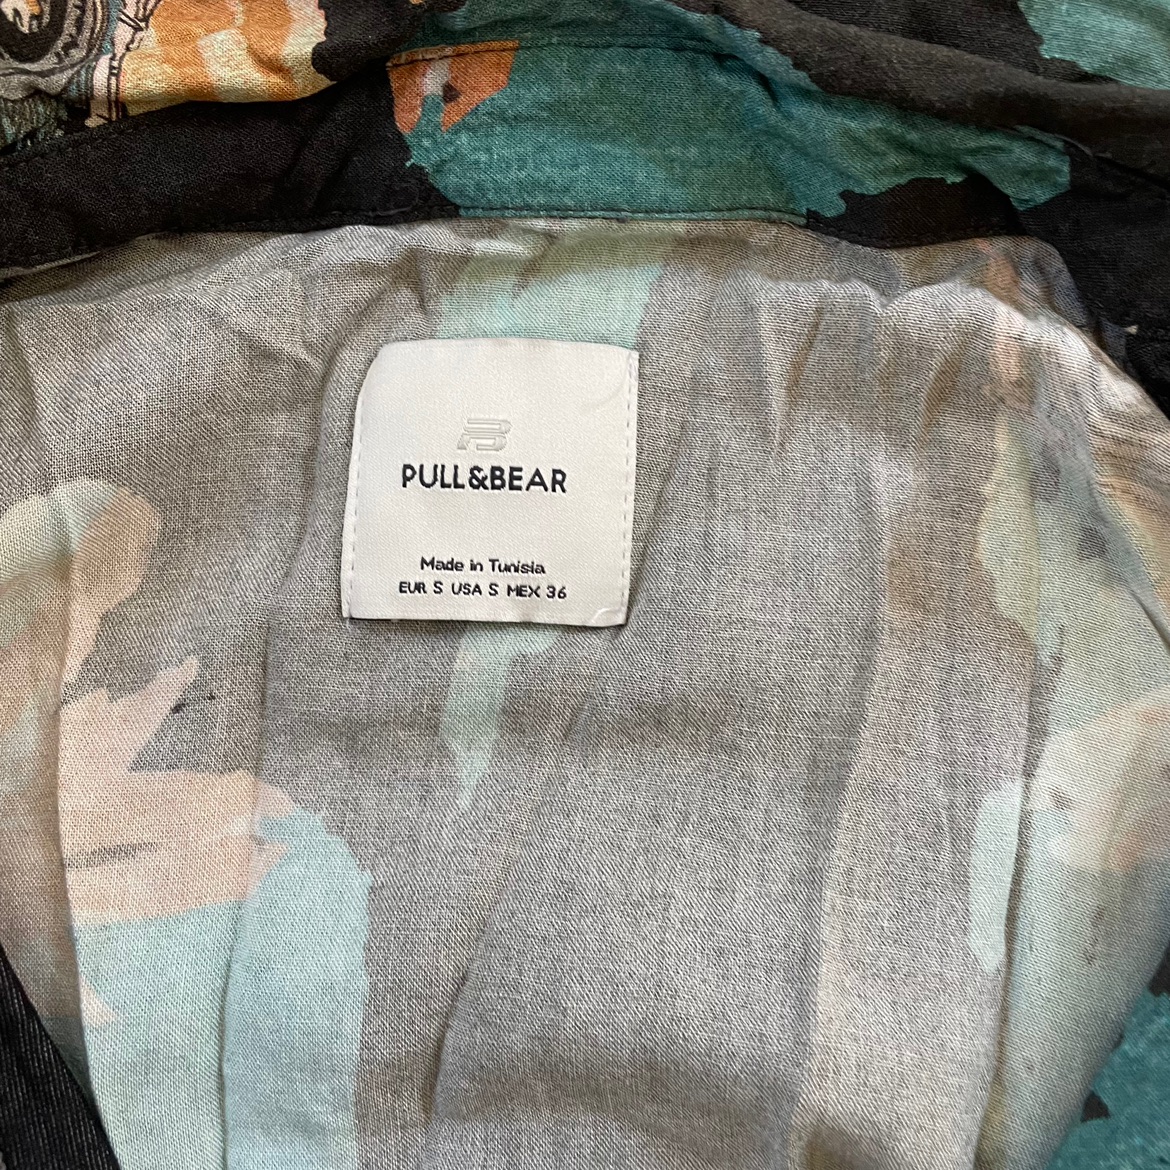 PULL&BEAR
Made in Tunisia
EUR S USA S MEX 36